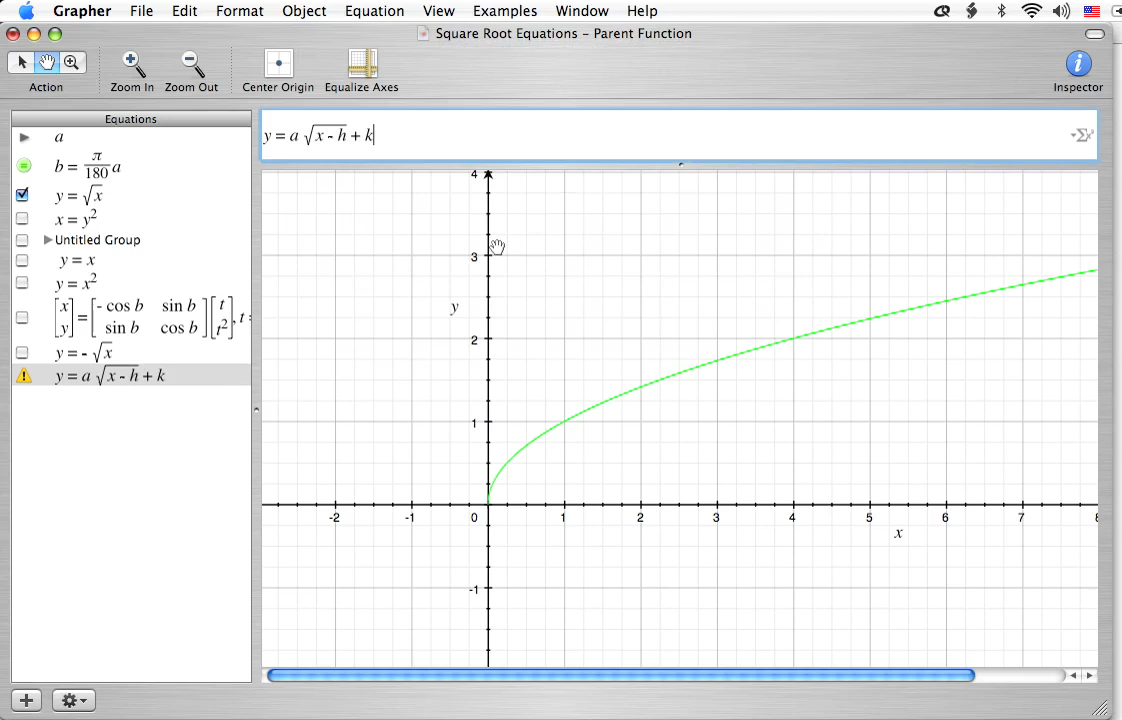 Grapher File Edit Format Object Equation View Examples Window Help
Square Root Equations – Parent Function
Action Zoom In Zoom Out Center Origin Equalize Axes Inspector
Equations
a
b = π/180 a
y = √x
x = y²
Untitled Group
y = x
y = x²
[x y] = [- cos b sin b sin b cos b] [t t²], t :
y = - √x
y = a √x - h + k
y = a √x - h + k
Σx²
4
3
y
2
1
-2 -1 0 1 2 3 4 5 6 7 8
x
-1